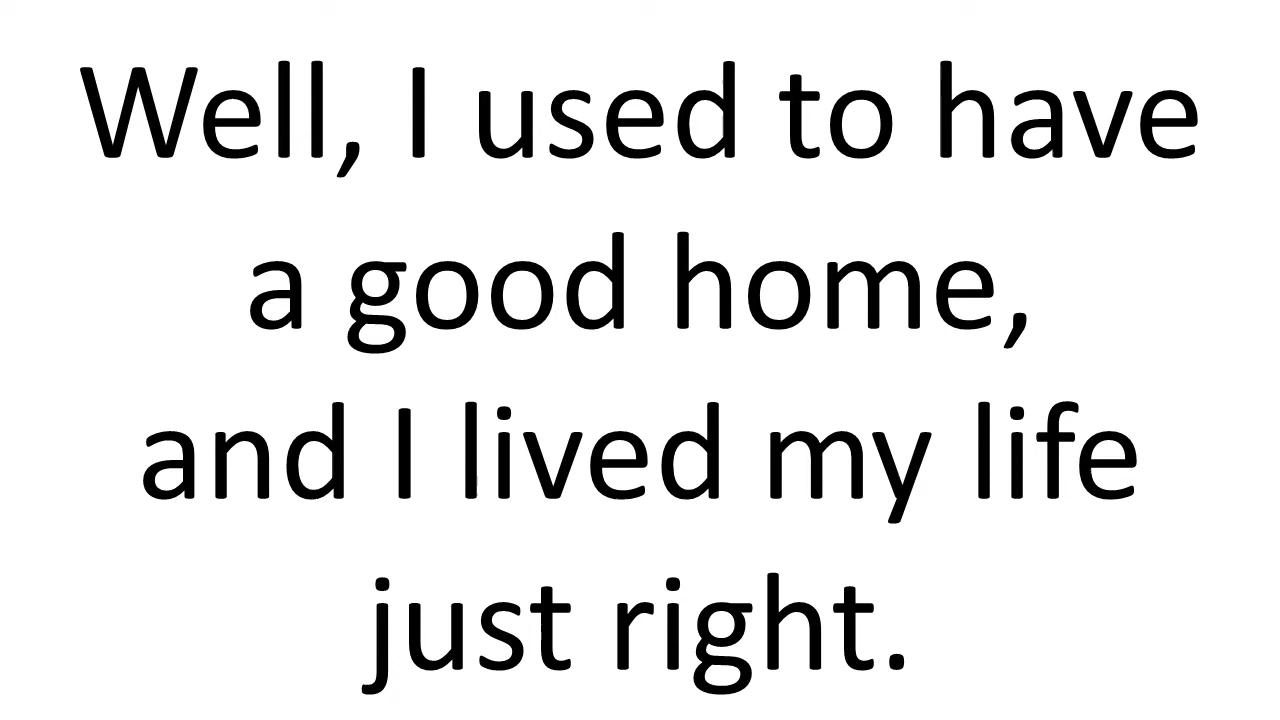 Well, I used to have
a good home,
and I lived my life
just right.